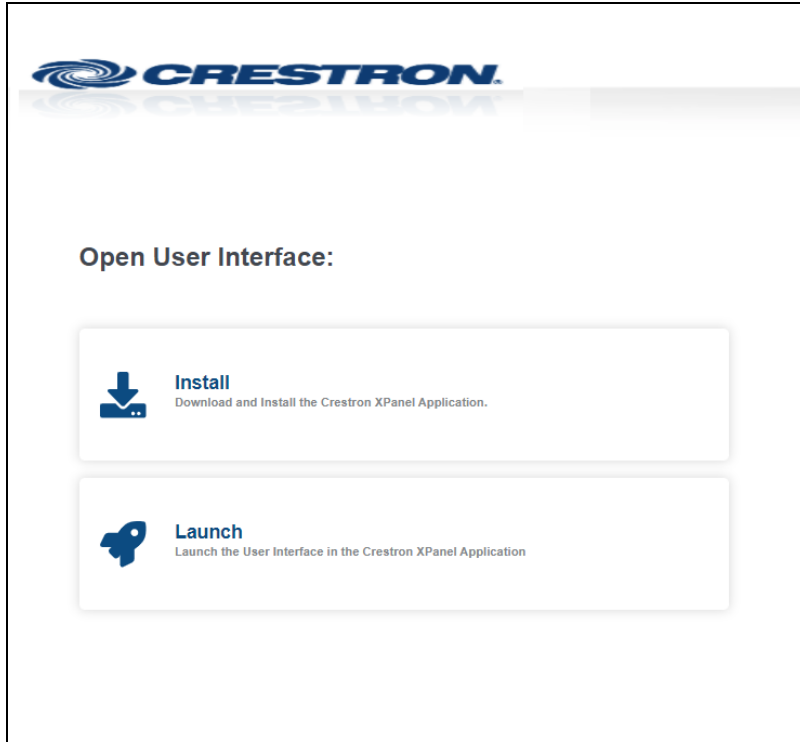 CRESTRON.
Open User Interface:
Install
Download and Install the Crestron XPanel Application.
Launch
Launch the User Interface in the Crestron XPanel Application